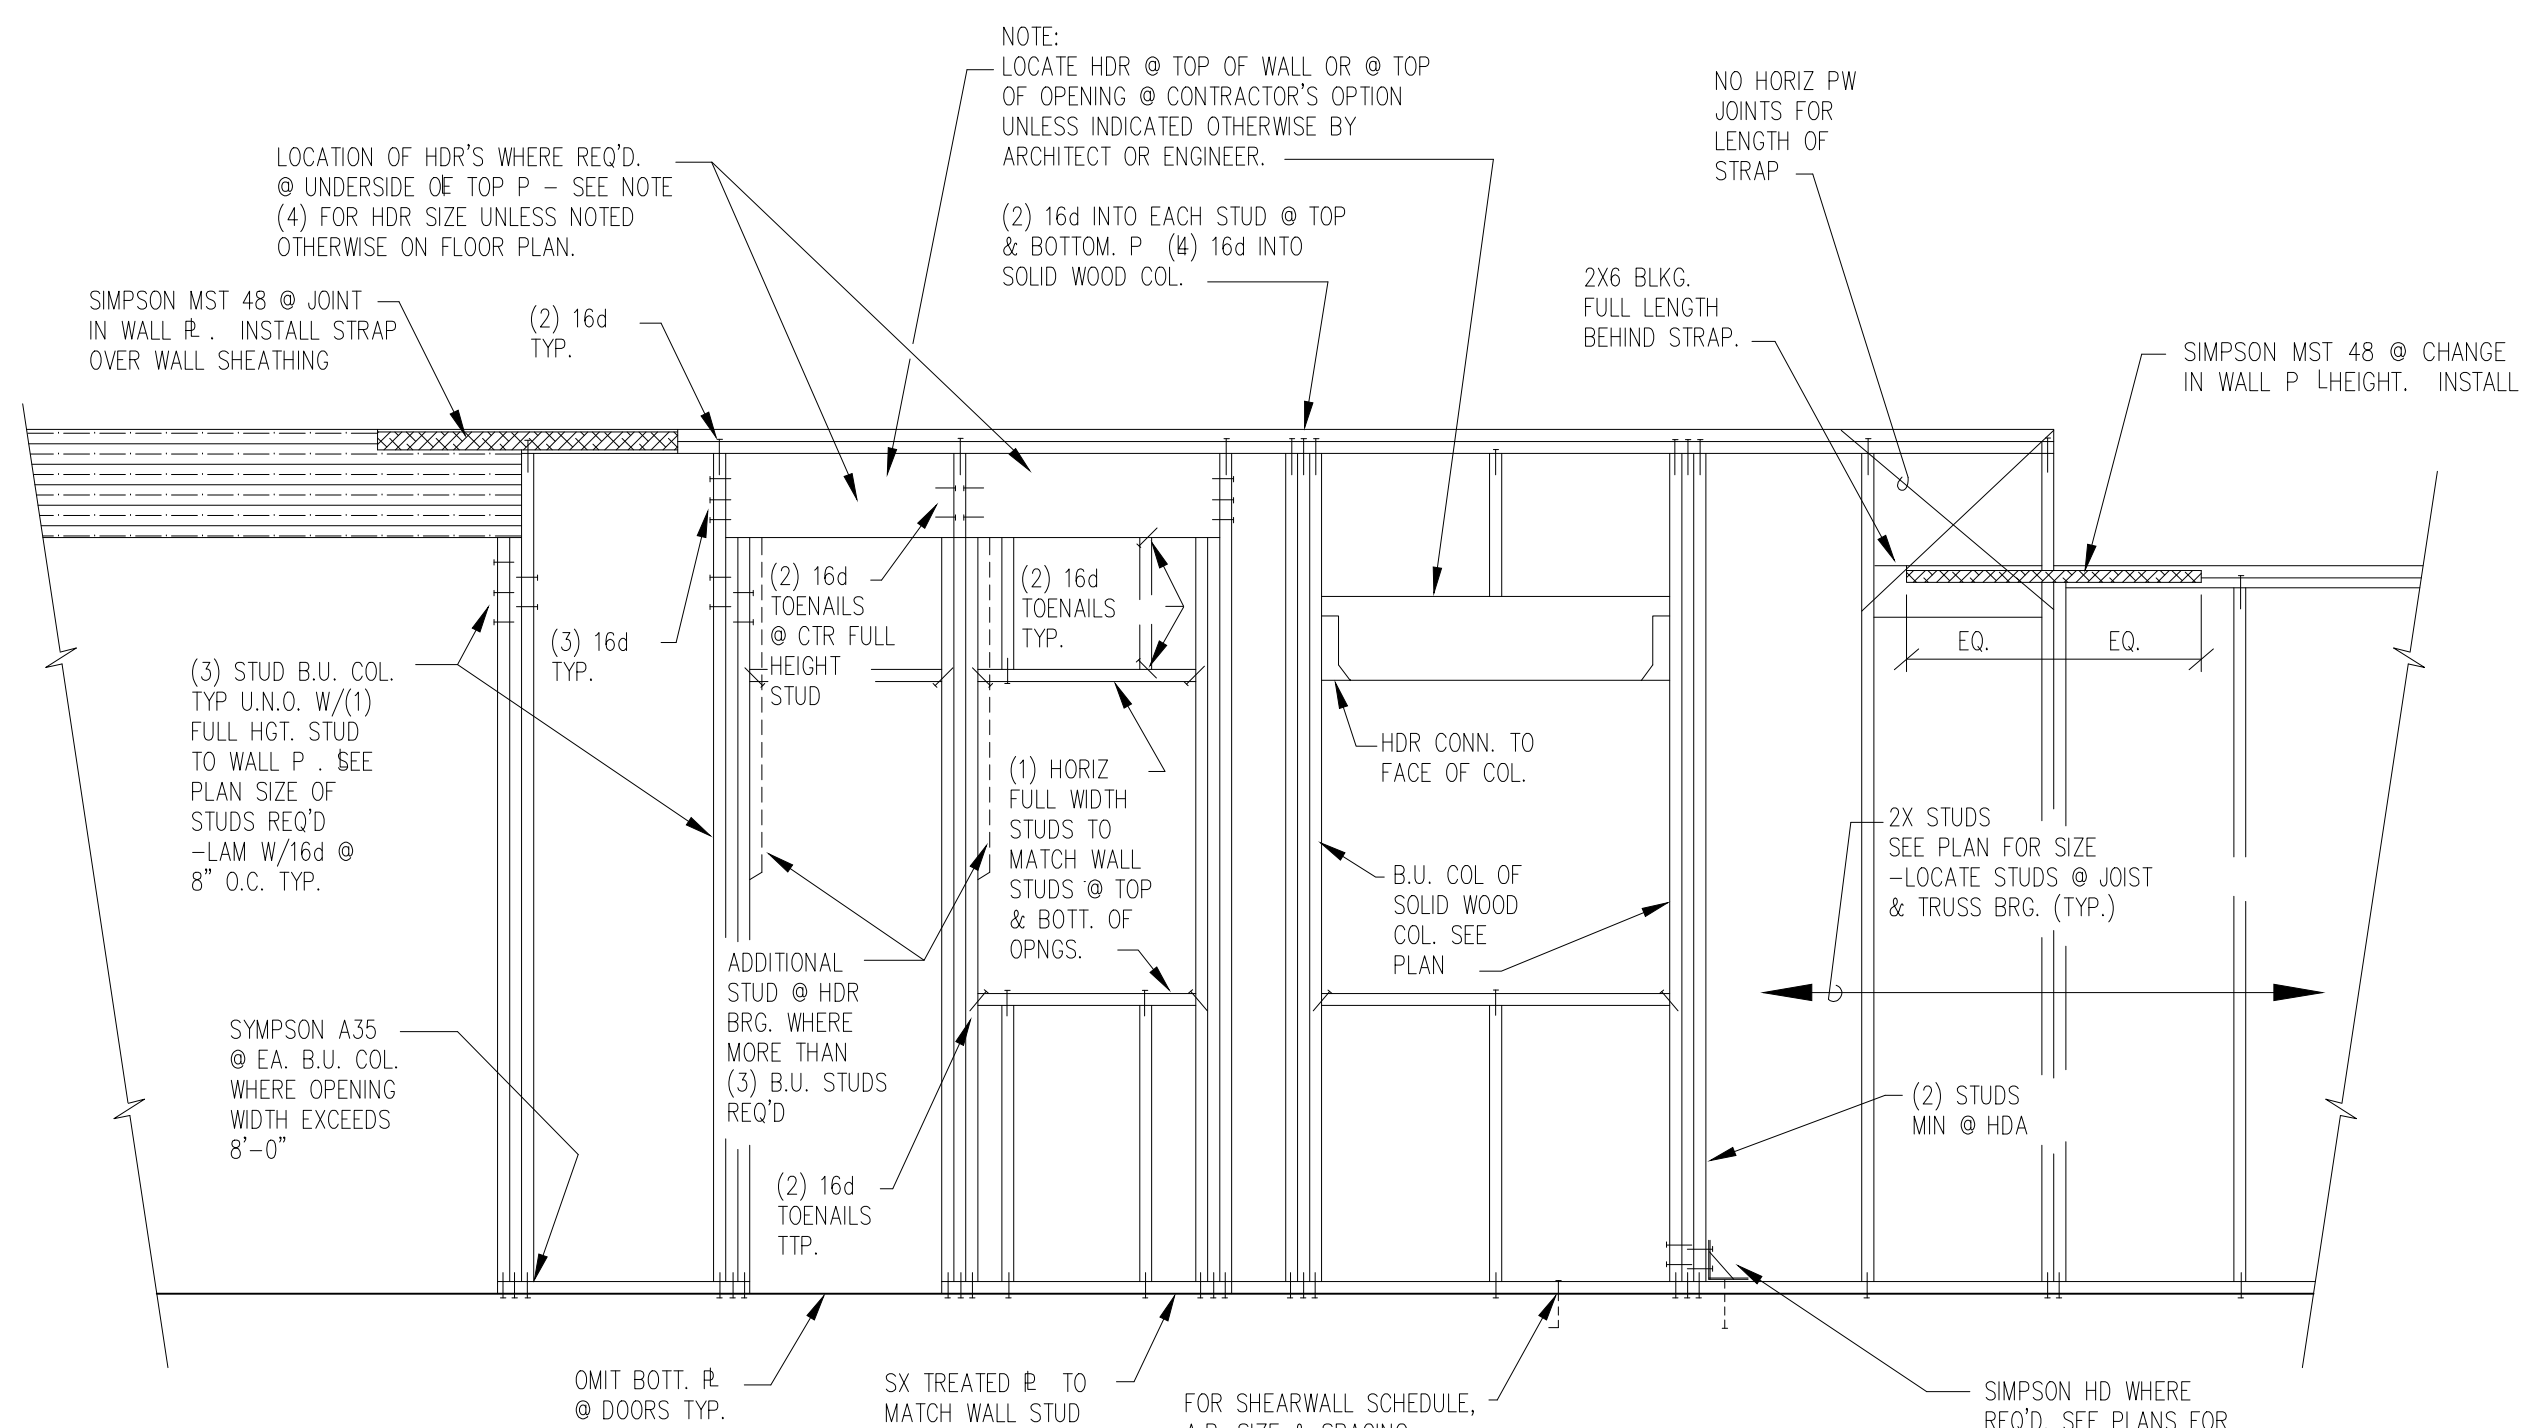 NOTE:
LOCATE HDR @ TOP OF WALL OR @ TOP
OF OPENING @ CONTRACTOR'S OPTION
UNLESS INDICATED OTHERWISE BY
ARCHITECT OR ENGINEER.
(2) 16d INTO EACH STUD @ TOP
& BOTTOM. P L (4) 16d INTO
SOLID WOOD COL.
NO HORIZ PW
JOINTS FOR
LENGTH OF
STRAP
LOCATION OF HDR'S WHERE REQ'D.
@ UNDERSIDE OF TOP P L – SEE NOTE
(4) FOR HDR SIZE UNLESS NOTED
OTHERWISE ON FLOOR PLAN.
2X6 BLKG.
FULL LENGTH
BEHIND STRAP.
SIMPSON MST 48 @ JOINT
IN WALL PL. INSTALL STRAP
OVER WALL SHEATHING
(2) 16d
TYP.
SIMPSON MST 48 @ CHANGE
IN WALL P L HEIGHT. INSTALL
(2) 16d
TOENAILS
@ CTR FULL
HEIGHT
STUD
(2) 16d
TOENAILS
TYP.
(3) 16d
TYP.
EQ.
EQ.
(3) STUD B.U. COL.
TYP U.N.O. W/(1)
FULL HGT. STUD
TO WALL P L. SEE
PLAN SIZE OF
STUDS REQ'D
–LAM W/16d @
8" O.C. TYP.
HDR CONN. TO
FACE OF COL.
(1) HORIZ
FULL WIDTH
STUDS TO
MATCH WALL
STUDS @ TOP
& BOTT. OF
OPNGS.
2X STUDS
SEE PLAN FOR SIZE
–LOCATE STUDS @ JOIST
& TRUSS BRG. (TYP.)
B.U. COL OF
SOLID WOOD
COL. SEE
PLAN
ADDITIONAL
STUD @ HDR
BRG. WHERE
MORE THAN
(3) B.U. STUDS
REQ'D
SYMPSON A35
@ EA. B.U. COL.
WHERE OPENING
WIDTH EXCEEDS
8'–0"
(2) STUDS
MIN @ HDA
(2) 16d
TOENAILS
TTP.
OMIT BOTT. PL
@ DOORS TYP.
SX TREATED PL TO
MATCH WALL STUD
FOR SHEARWALL SCHEDULE,
A.B. SIZE & SPACING
SIMPSON HD WHERE
REQ'D. SEE PLANS FOR